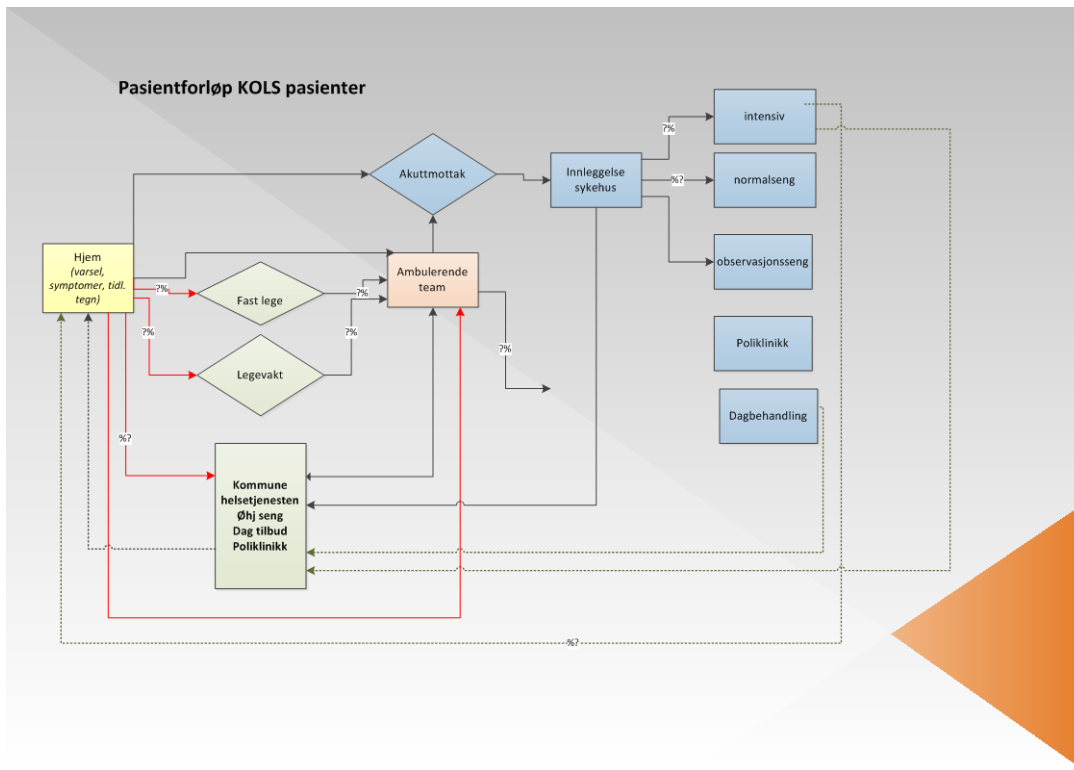 Pasientforløp KOLS pasienter
intensiv
?%
Akuttmottak
Innleggelse
sykehus
%?
normalseng
Hjem
(varsel,
symptomer, tidl.
tegn)
Ambulerende
team
observasjonsseng
?%
Fast lege
?%
?%
?%
?%
Poliklinikk
Legevakt
Dagbehandling
%?
Kommune
helsetjenesten
Øhj seng
Dag tilbud
Poliklinikk
%?